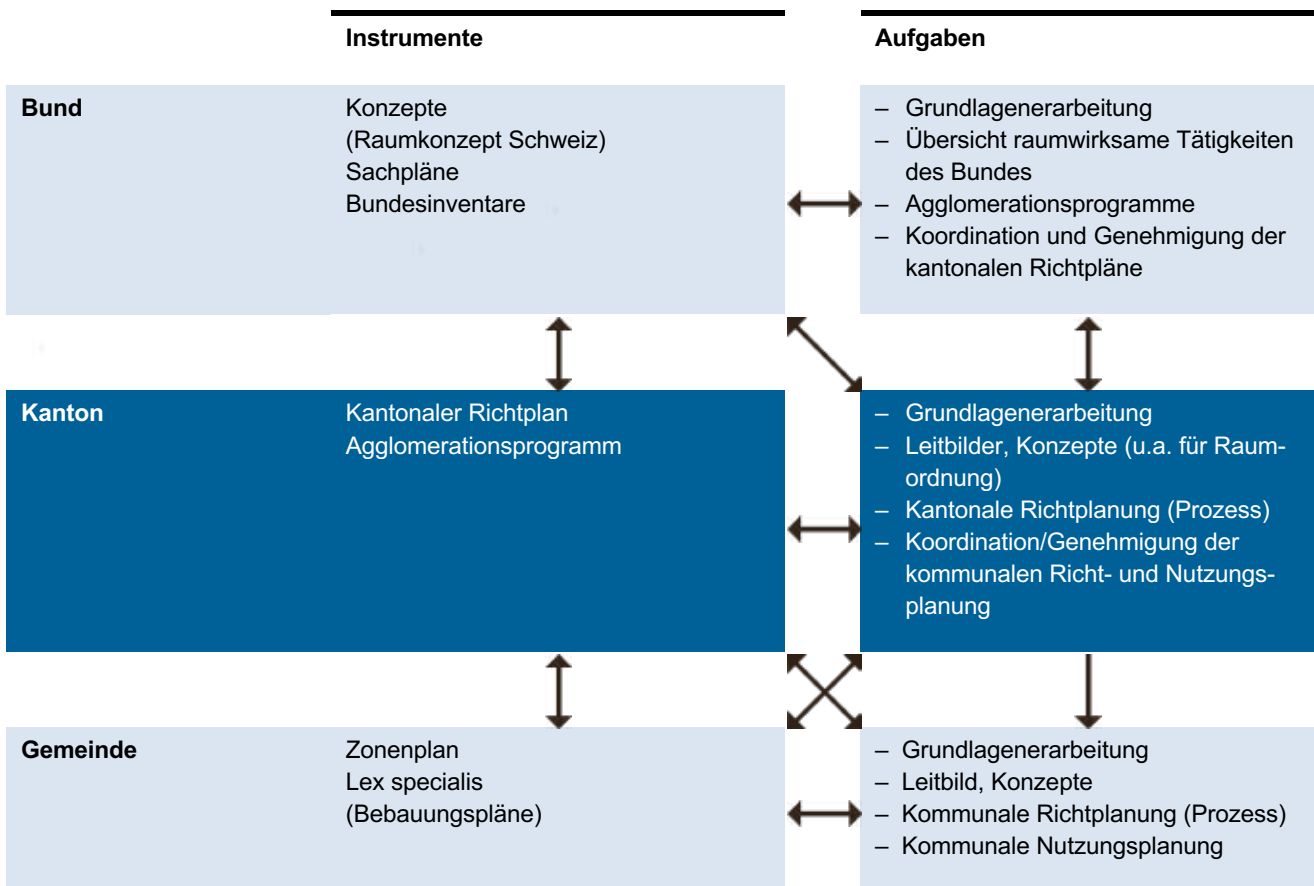 Instrumente
Aufgaben
Bund
Konzepte
(Raumkonzept Schweiz)
Sachpläne
Bundesinventare
– Grundlagenerarbeitung
– Übersicht raumwirksame Tätigkeiten
des Bundes
– Agglomerationsprogramme
– Koordination und Genehmigung der
kantonalen Richtpläne
Kanton
Kantonaler Richtplan
Agglomerationsprogramm
– Grundlagenerarbeitung
– Leitbilder, Konzepte (u.a. für Raum-
ordnung)
– Kantonale Richtplanung (Prozess)
– Koordination/Genehmigung der
kommunalen Richt- und Nutzungs-
planung
Gemeinde
Zonenplan
Lex specialis
(Bebauungspläne)
– Grundlagenerarbeitung
– Leitbild, Konzepte
– Kommunale Richtplanung (Prozess)
– Kommunale Nutzungsplanung